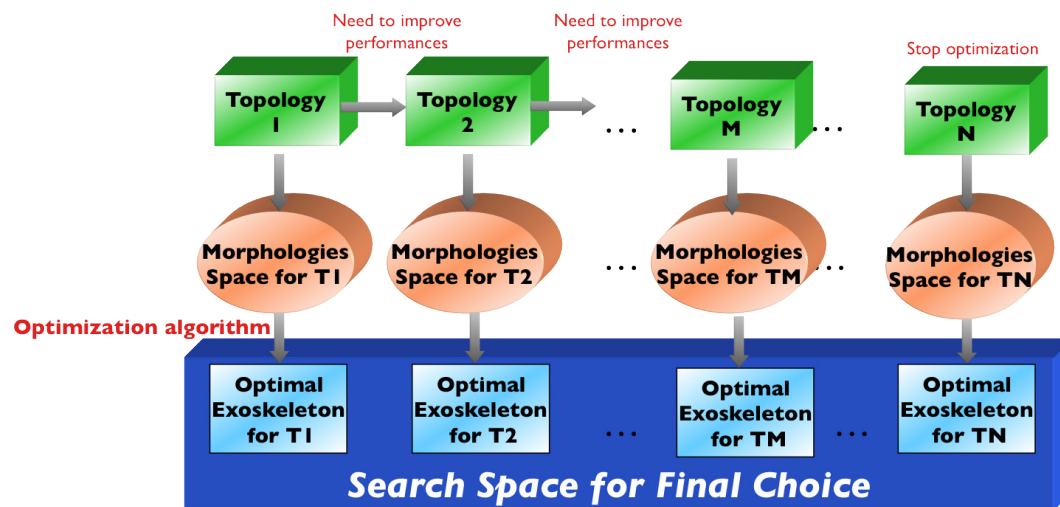 Need to improve
performances
Need to improve
performances
Stop optimization
Topology
1
Topology
2
...
Topology
M
...
Topology
N
Morphologies
Space for T1
Morphologies
Space for T2
...
Morphologies
Space for TM
...
Morphologies
Space for TN
Optimization algorithm
Optimal
Exoskeleton
for T1
Optimal
Exoskeleton
for T2
...
Optimal
Exoskeleton
for TM
...
Optimal
Exoskeleton
for TN
Search Space for Final Choice